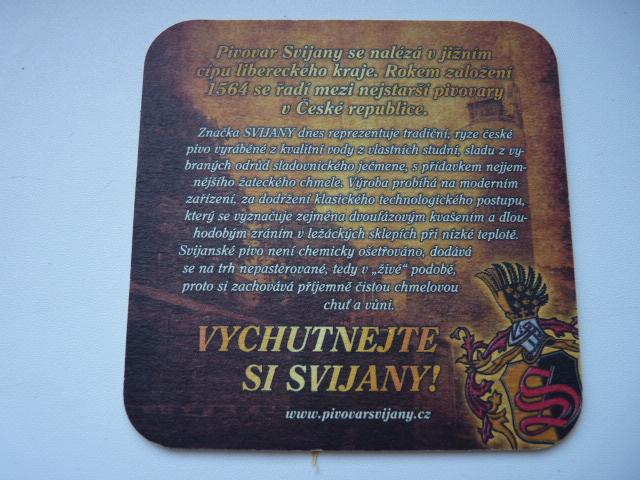 Pivovar Svijany se nalézá v jižním
cípu libereckého kraje. Rokem založení
1564 se řadí mezi nejstarší pivovary
v České republice.
Značka SVIJANY dnes reprezentuje tradiční, ryze české
pivo vyráběné z kvalitní vody z vlastních studní, sladu z vy-
braných odrůd sladovnického ječmene, s přídavkem nejjem-
nějšího žateckého chmele. Výroba probíhá na moderním
zařízení, za dodržení klasického technologického postupu,
který se vyznačuje zejména dvoufázovým kvašením a dlou-
hodobým zráním v ležáckých sklepích při nízké teplotě.
Svijanské pivo není chemicky ošetřováno, dodává
se na trh nepasterované, tedy v „živé“ podobě,
proto si zachovává příjemně čistou chmelovou
chuť a vůni.
VYCHUTNEJTE
SI SVIJANY!
www.pivovarsvijany.cz
S